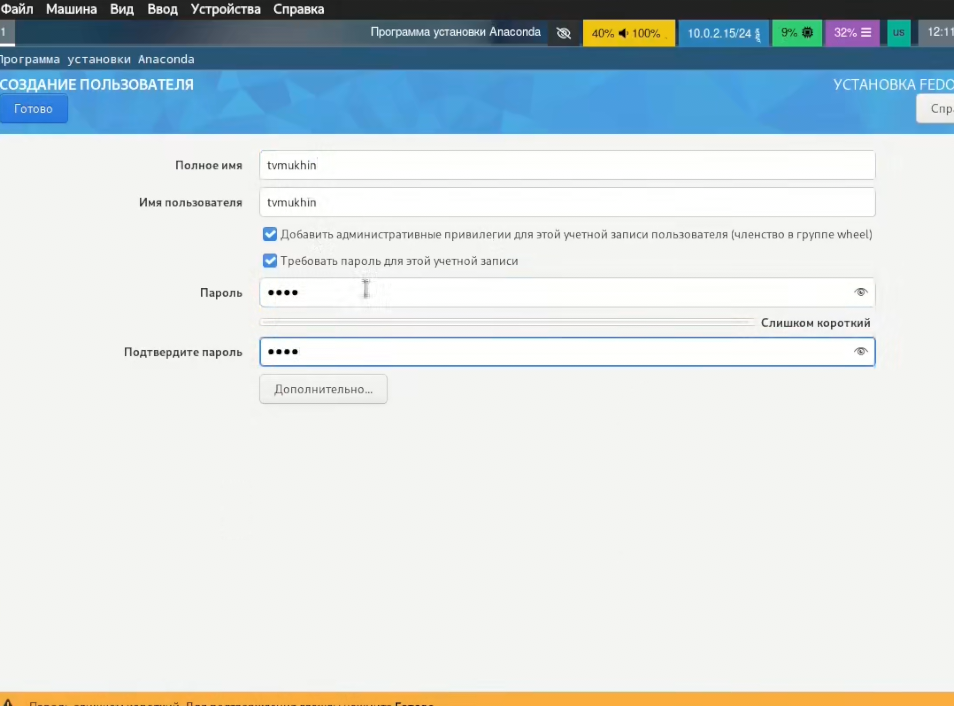 Файл Машина Вид Ввод Устройства Справка
1 Программа установки Anaconda 40% 100% 10.0.2.15/24 9% 32% us 12:11
Программа установки Anaconda
СОЗДАНИЕ ПОЛЬЗОВАТЕЛЯ УСТАНОВКА FEDO
Готово Спр
Полное имя tvmukhin
Имя пользователя tvmukhin
Добавить административные привилегии для этой учетной записи пользователя (членство в группе wheel)
Требовать пароль для этой учетной записи
Пароль ••••
Слишком короткий
Подтвердите пароль ••••
Дополнительно...